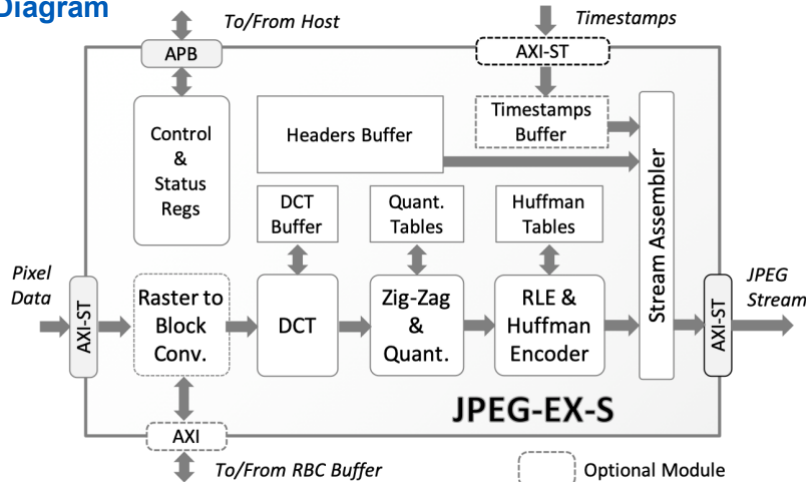 Diagram
To/From Host
Timestamps
APB
AXI-ST
Control
&
Status
Regs
Headers Buffer
Timestamps
Buffer
DCT
Buffer
Quant.
Tables
Huffman
Tables
Stream Assembler
Pixel
Data
AXI-ST
Raster to
Block
Conv.
DCT
Zig-Zag
&
Quant.
RLE &
Huffman
Encoder
AXI-ST
JPEG
Stream
JPEG-EX-S
AXI
To/From RBC Buffer
Optional Module